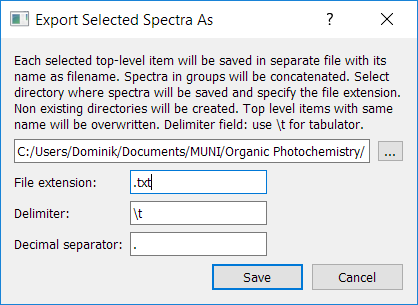 Export Selected Spectra As
Each selected top-level item will be saved in separate file with its
name as filename. Spectra in groups will be concatenated. Select
directory where spectra will be saved and specify the file extension.
Non existing directories will be created. Top level items with same
name will be overwritten. Delimiter field: use \t for tabulator.
C:/Users/Dominik/Documents/MUNI/Organic Photochemistry/
...
File extension: .txt
Delimiter: \t
Decimal separator: .
Save Cancel